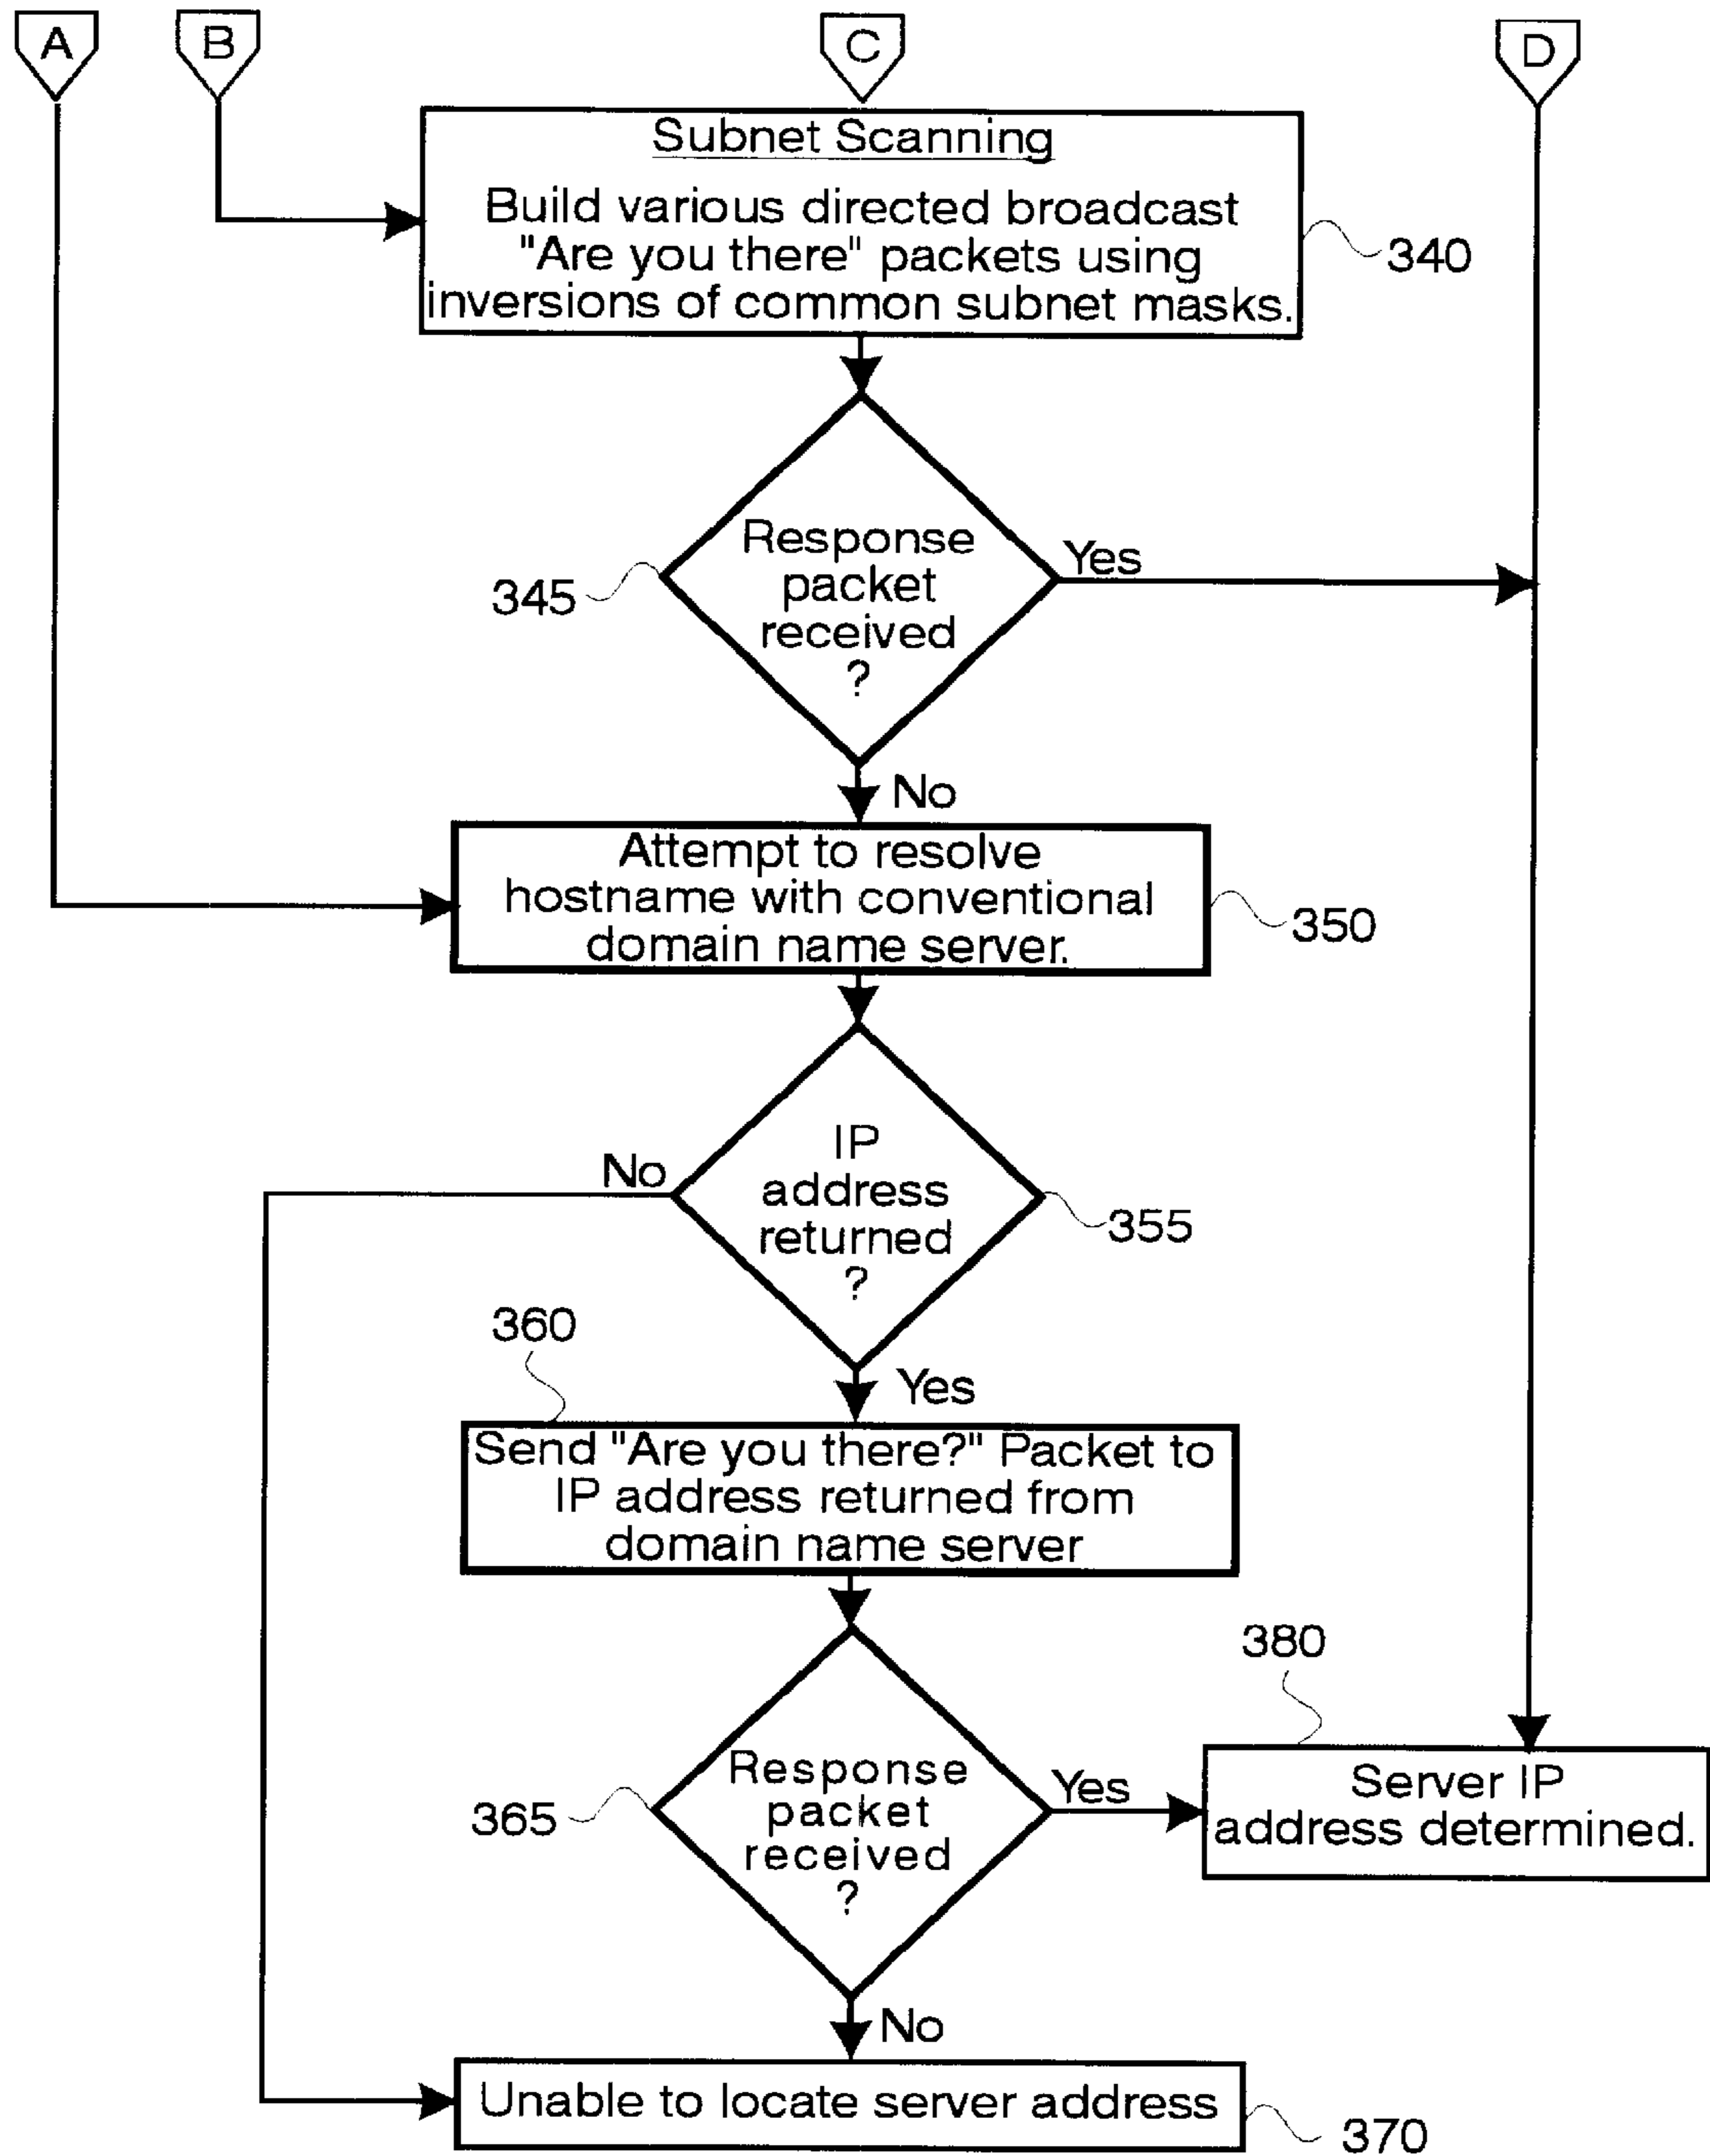 A
B
C
D
Subnet Scanning
Build various directed broadcast
"Are you there" packets using
inversions of common subnet masks.
340
Response
packet
received
?
345
Yes
No
Attempt to resolve
hostname with conventional
domain name server.
350
IP
address
returned
?
No
355
360
Yes
Send "Are you there?" Packet to
IP address returned from
domain name server
380
Response
packet
received
?
365
Yes
Server IP
address determined.
No
Unable to locate server address
370